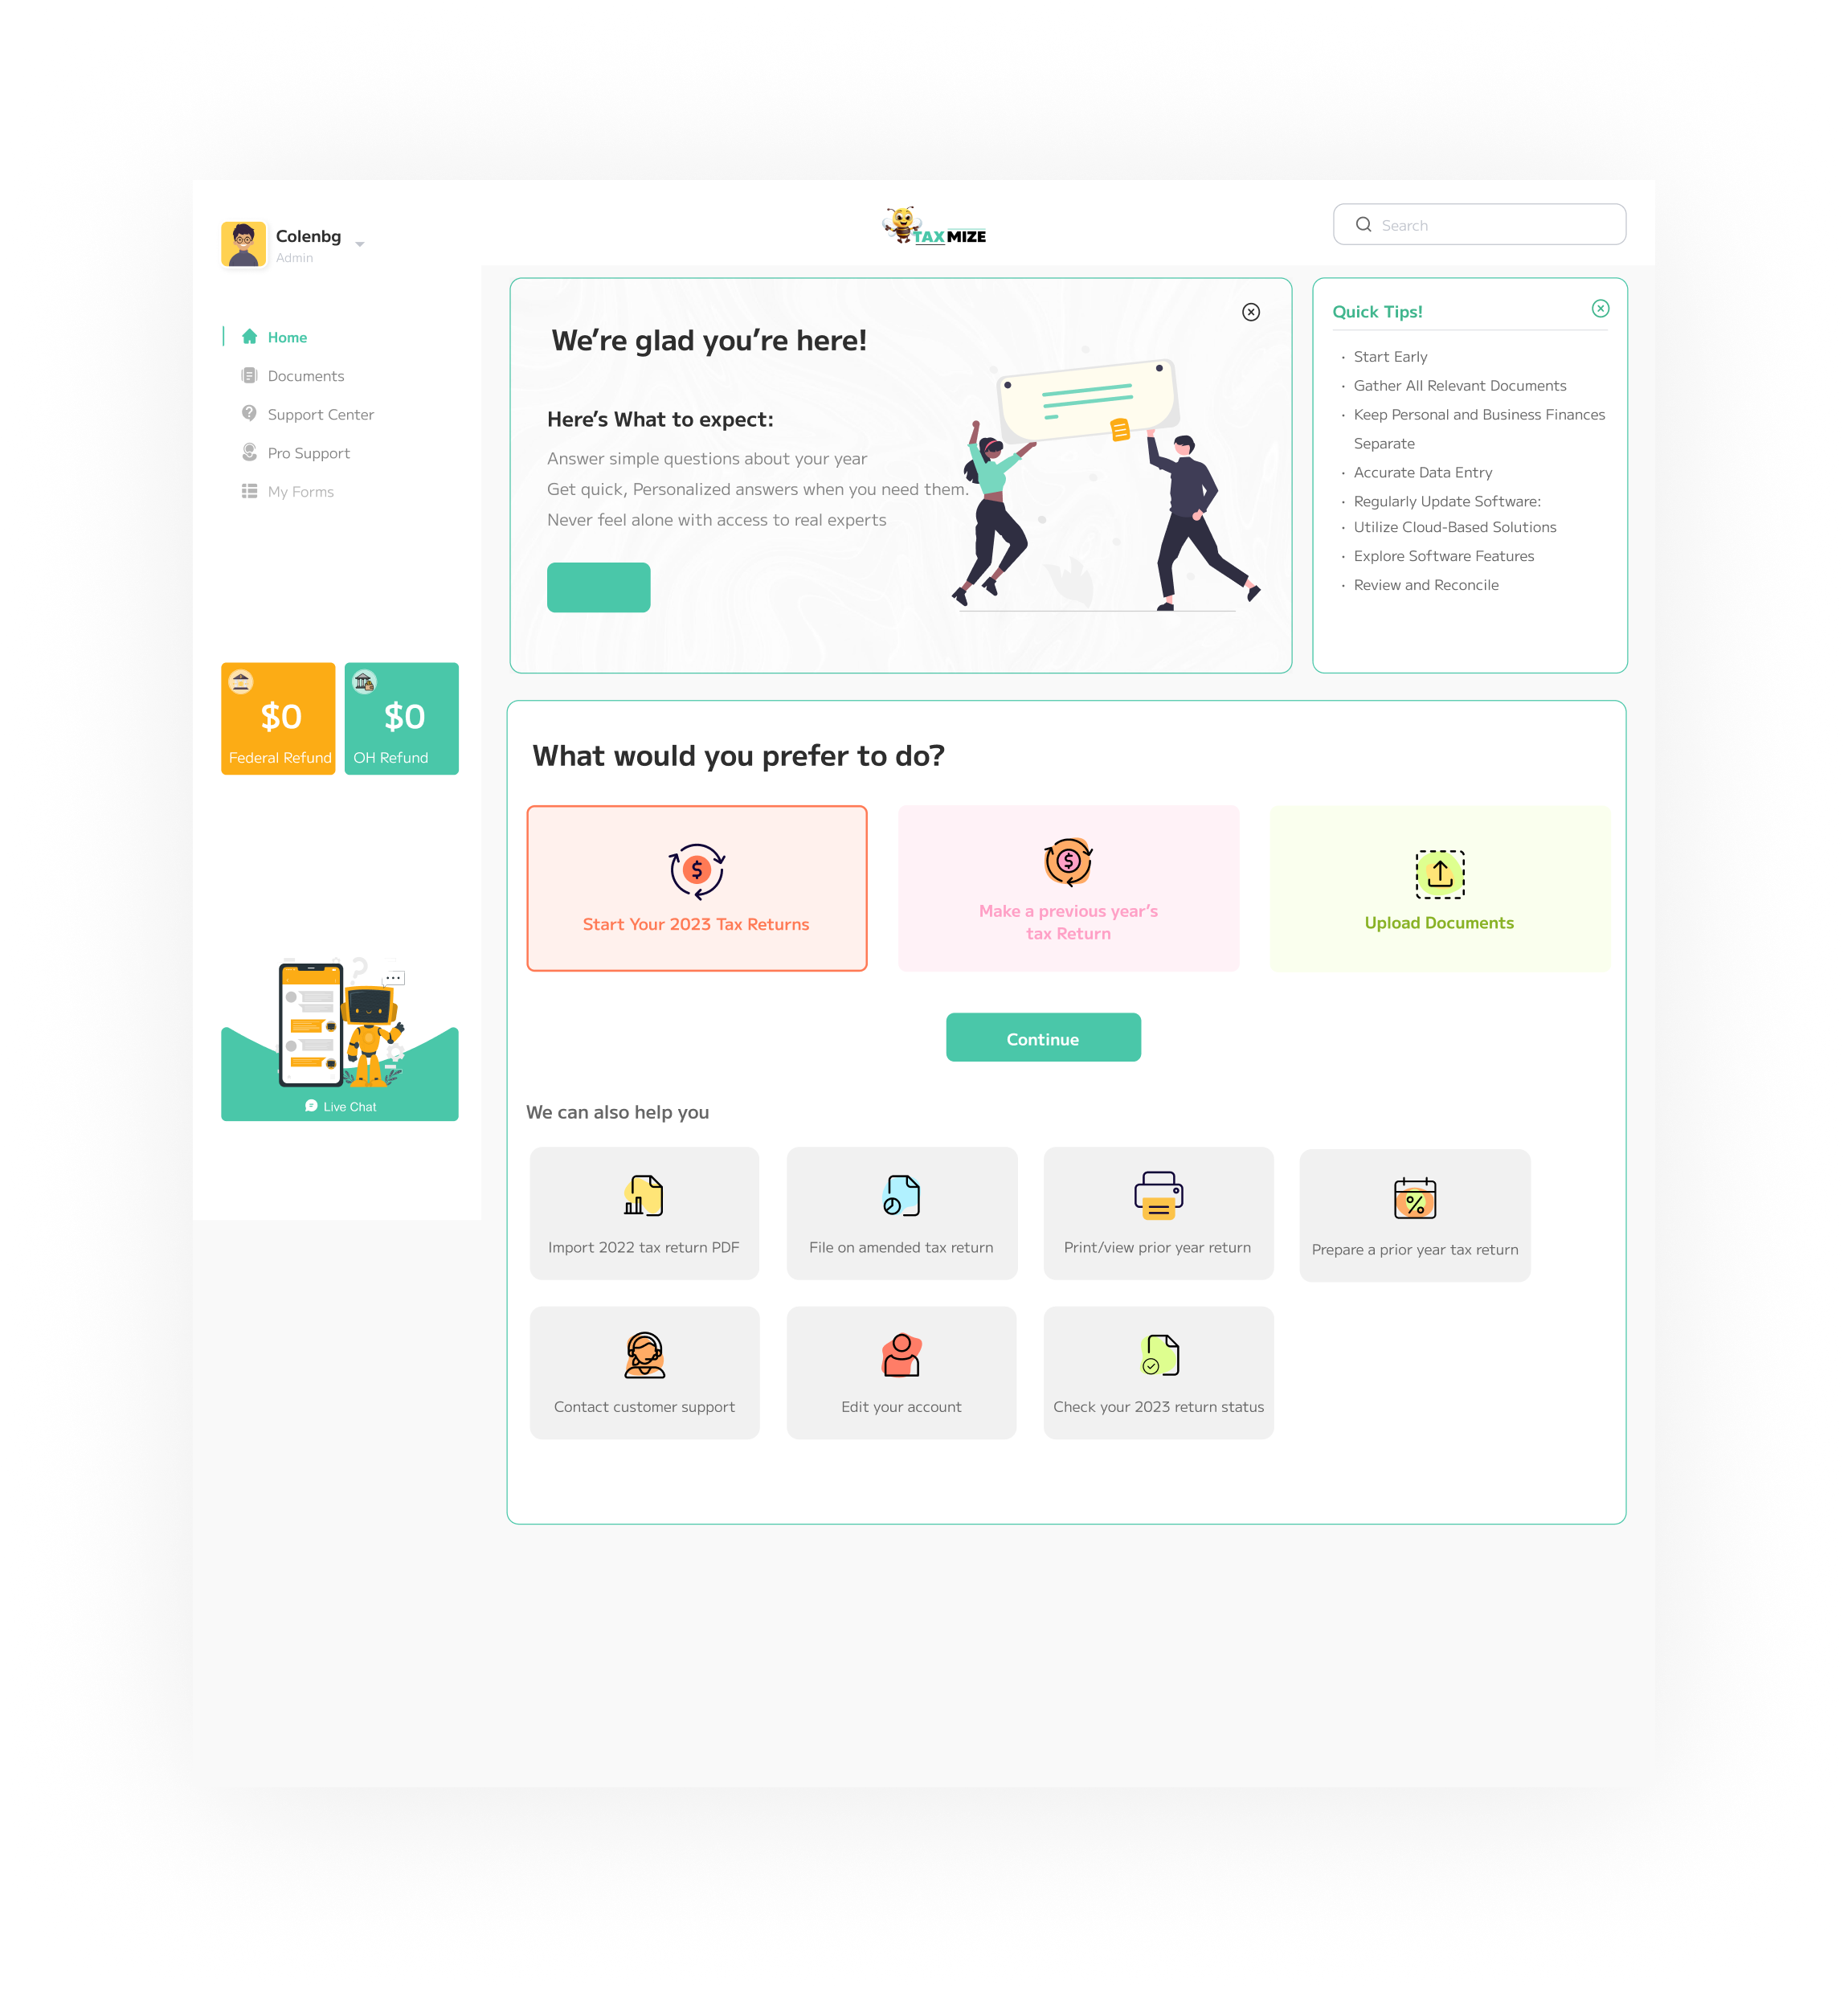 Colenbg
Admin
TAXMIZE
Search
Home
Documents
Support Center
Pro Support
My Forms
$0
Federal Refund
$0
OH Refund
Live Chat
We’re glad you’re here!
Here’s What to expect:
Answer simple questions about your year
Get quick, Personalized answers when you need them.
Never feel alone with access to real experts
Quick Tips!
· Start Early
· Gather All Relevant Documents
· Keep Personal and Business Finances
Separate
· Accurate Data Entry
· Regularly Update Software:
· Utilize Cloud-Based Solutions
· Explore Software Features
· Review and Reconcile
What would you prefer to do?
Start Your 2023 Tax Returns
Make a previous year’s
tax Return
Upload Documents
Continue
We can also help you
Import 2022 tax return PDF
File on amended tax return
Print/view prior year return
Prepare a prior year tax return
Contact customer support
Edit your account
Check your 2023 return status